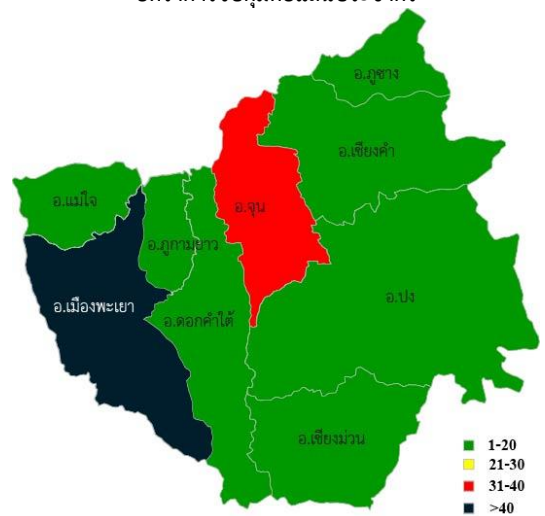 อ.ภูซาง
อ.เชียงคำ
อ.แม่ใจ
อ.จุน
อ.ภูกามยาว
อ.ปง
อ.เมืองพะเยา
อ.ดอกคำใต้
อ.เชียงม่วน
1-20
21-30
31-40
>40